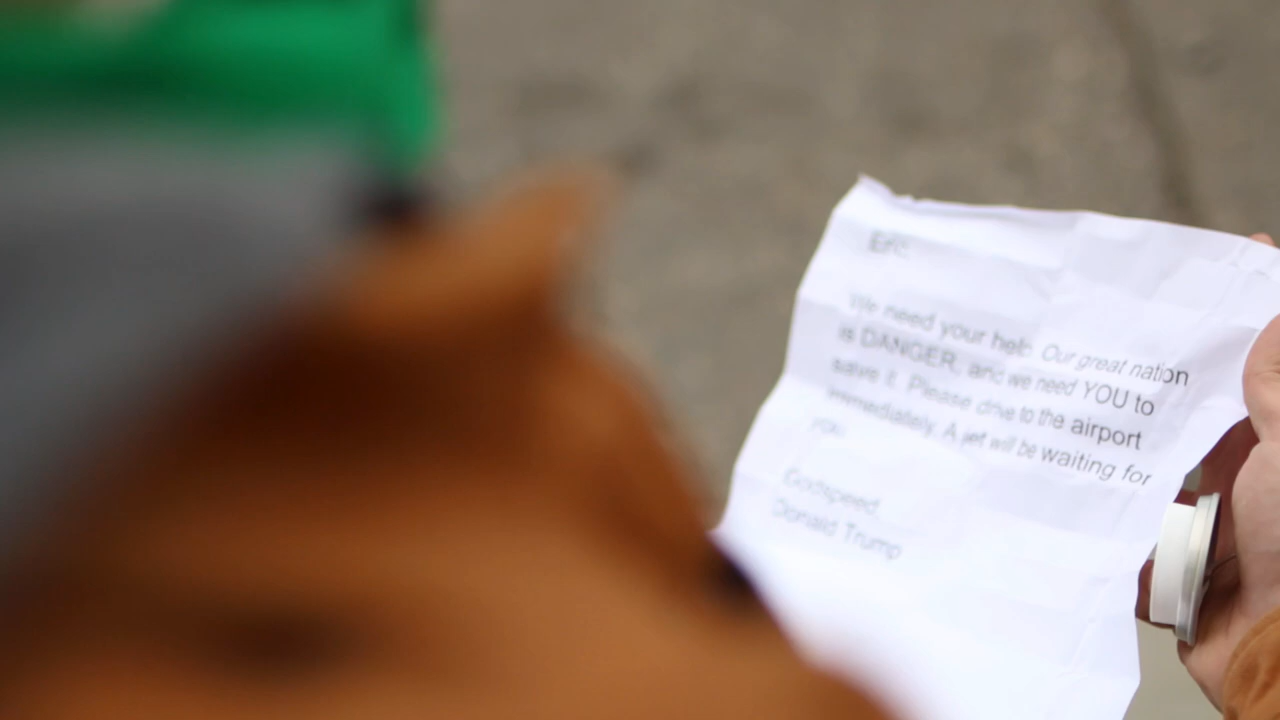 Eric
We need your help. Our great nation
is DANGER, and we need YOU to
save it. Please drive to the airport
immediately. A jet will be waiting for
you.
Godspeed,
Donald Trump